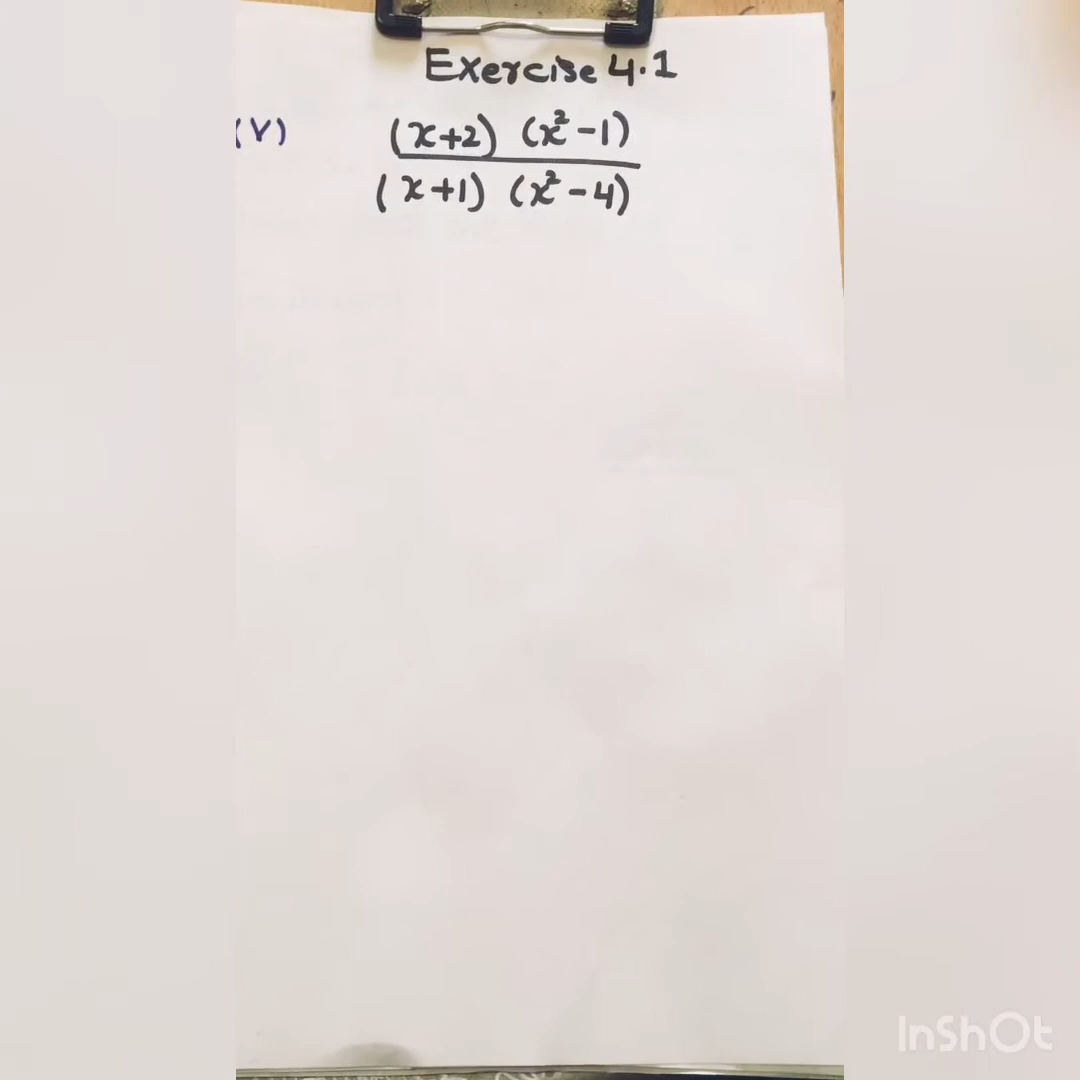 Exercise 4.1
(V) (x+2) (x²-1)
(x+1) (x²-4)
InShOt